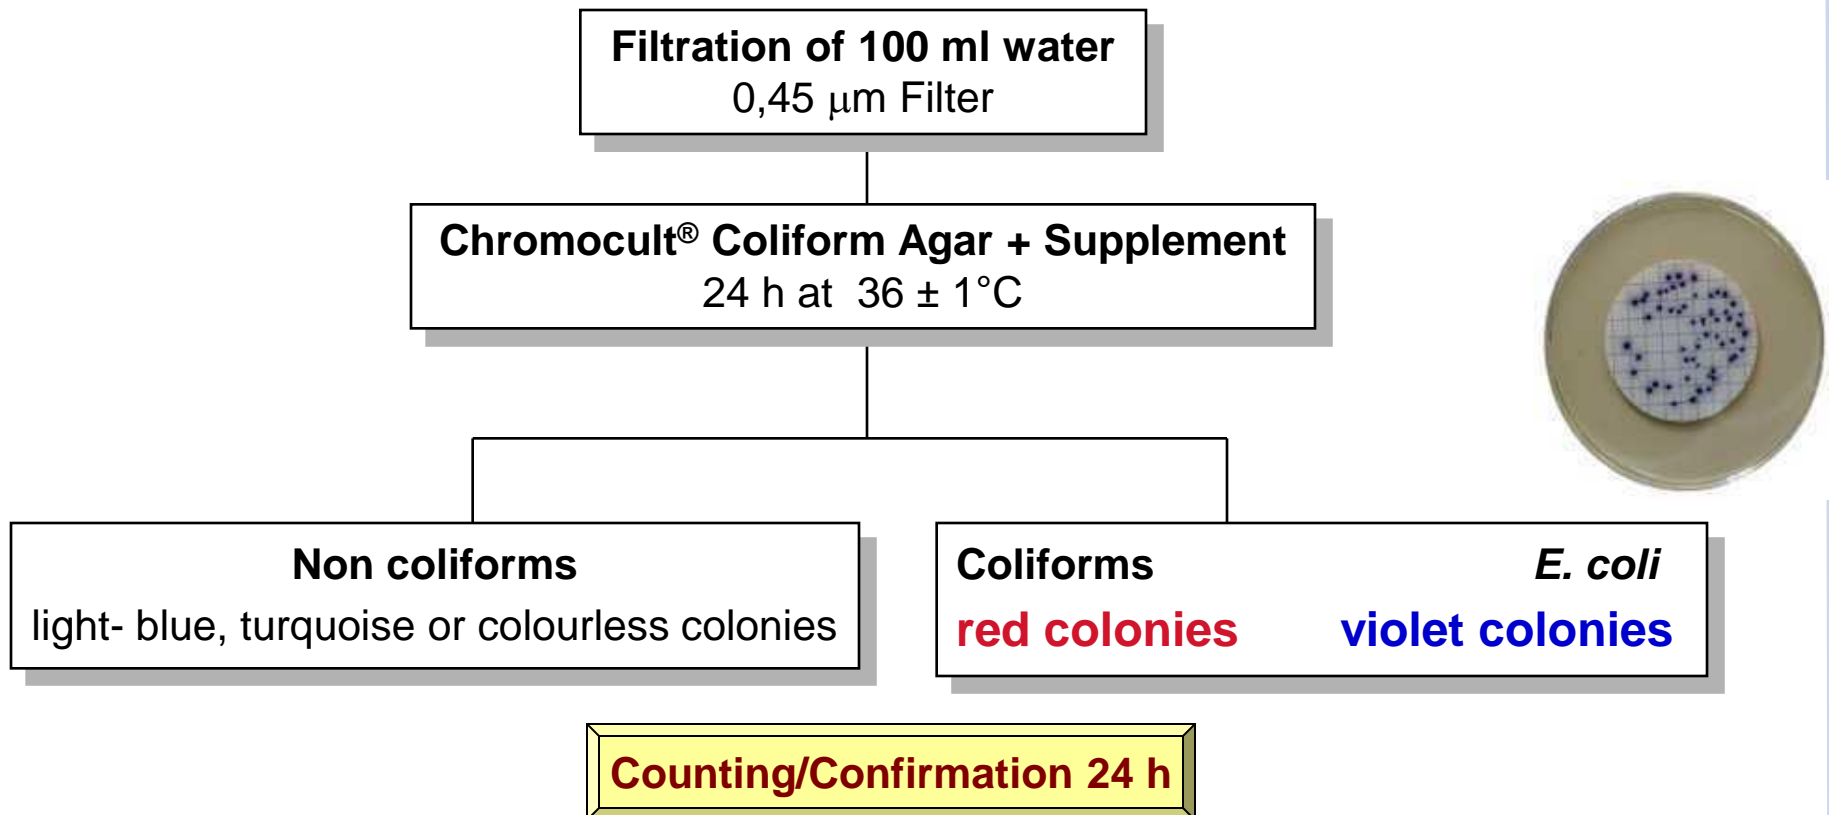 Filtration of 100 ml water
0,45 μm Filter
Chromocult® Coliform Agar + Supplement
24 h at 36 ± 1°C
Non coliforms
light- blue, turquoise or colourless colonies
Coliforms E. coli
red colonies violet colonies
Counting/Confirmation 24 h